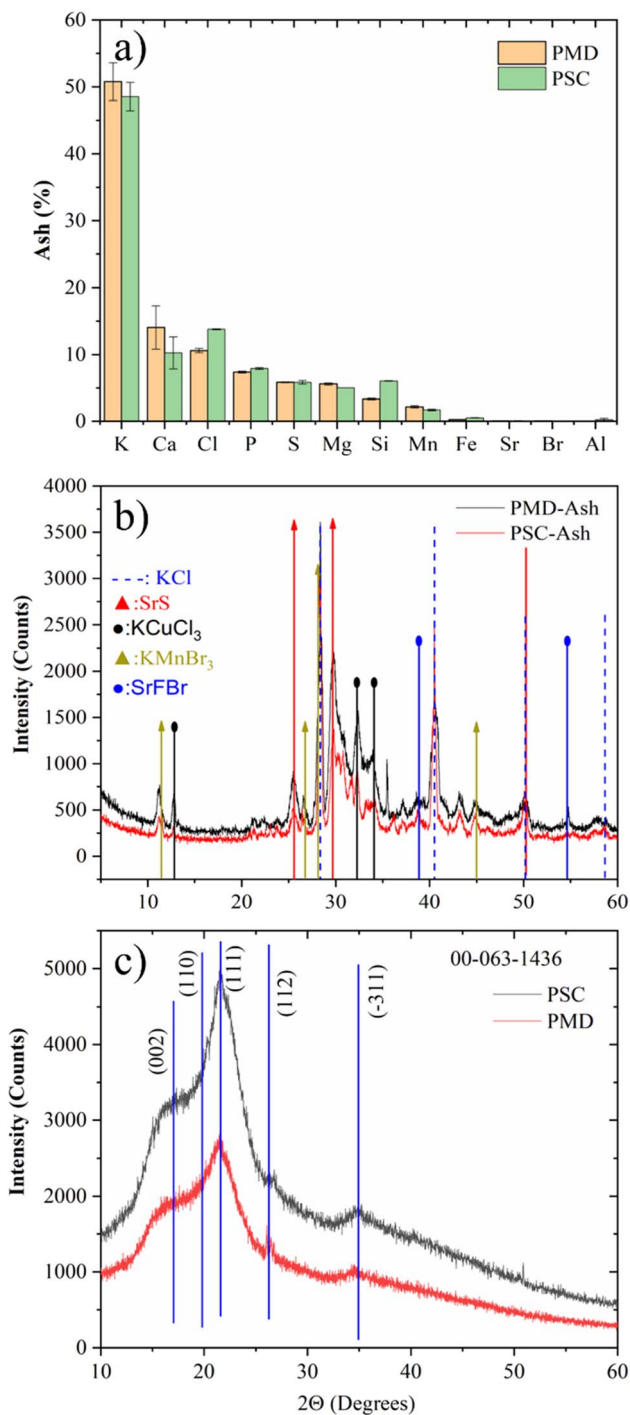 a)
PMD
PSC
60
50
40
30
20
10
0
Ash (%)
K Ca Cl P S Mg Si Mn Fe Sr Br Al
b)
PMD-Ash
PSC-Ash
4000
3500
3000
2500
2000
1500
1000
500
0
Intensity (Counts)
: KCl
:SrS
:KCuCl₃
:KMnBr₃
:SrFBr
10 20 30 40 50 60
c)
00-063-1436
PSC
PMD
5000
4000
3000
2000
1000
0
Intensity (Counts)
(002)
(110)
(111)
(112)
(-311)
10 20 30 40 50 60
2Θ (Degrees)